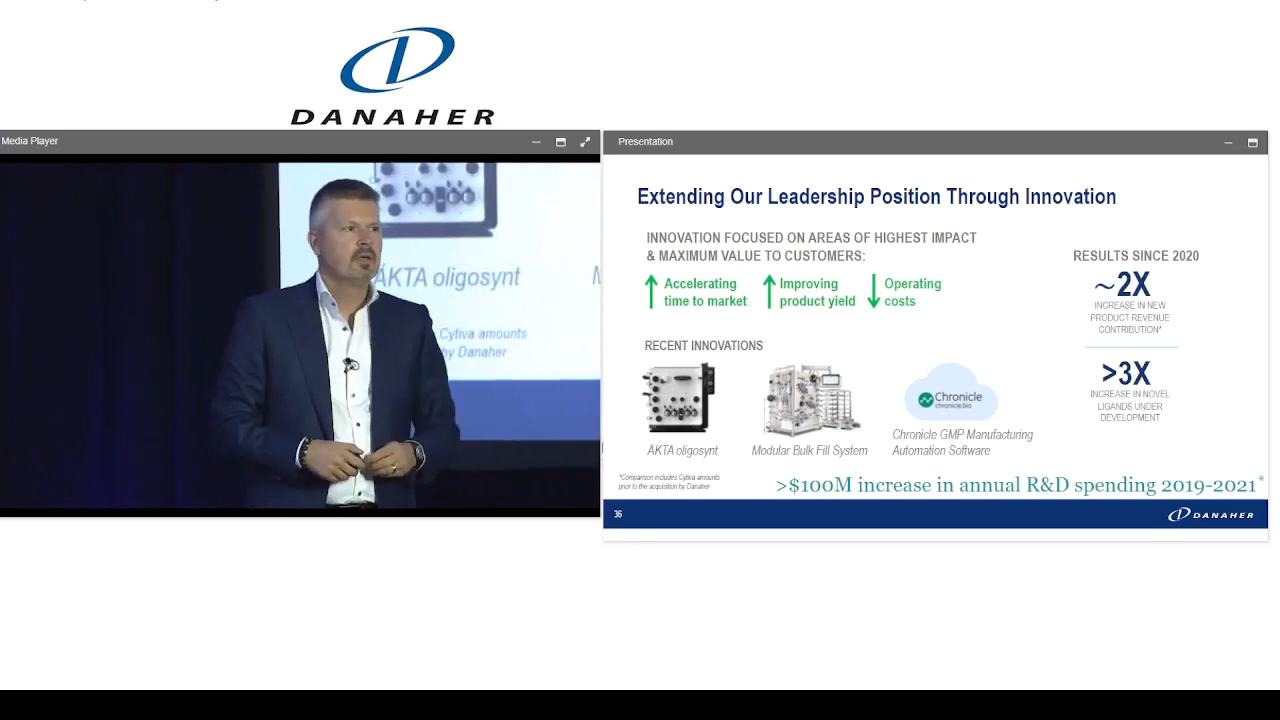 DANAHER
Media Player
ÄKTA oligosynt
Cytiva amounts
by Danaher
Presentation
Extending Our Leadership Position Through Innovation
INNOVATION FOCUSED ON AREAS OF HIGHEST IMPACT
& MAXIMUM VALUE TO CUSTOMERS:
Accelerating
time to market
Improving
product yield
Operating
costs
RESULTS SINCE 2020
~2X
INCREASE IN NEW
PRODUCT REVENUE
CONTRIBUTION*
>3X
INCREASE IN NOVEL
LIGANDS UNDER
DEVELOPMENT
RECENT INNOVATIONS
Chronicle
chronicle.bio
ÄKTA oligosynt
Modular Bulk Fill System
Chronicle GMP Manufacturing
Automation Software
*Comparison includes Cytiva amounts
prior to the acquisition by Danaher
>$100M increase in annual R&D spending 2019-2021*
36
DANAHER